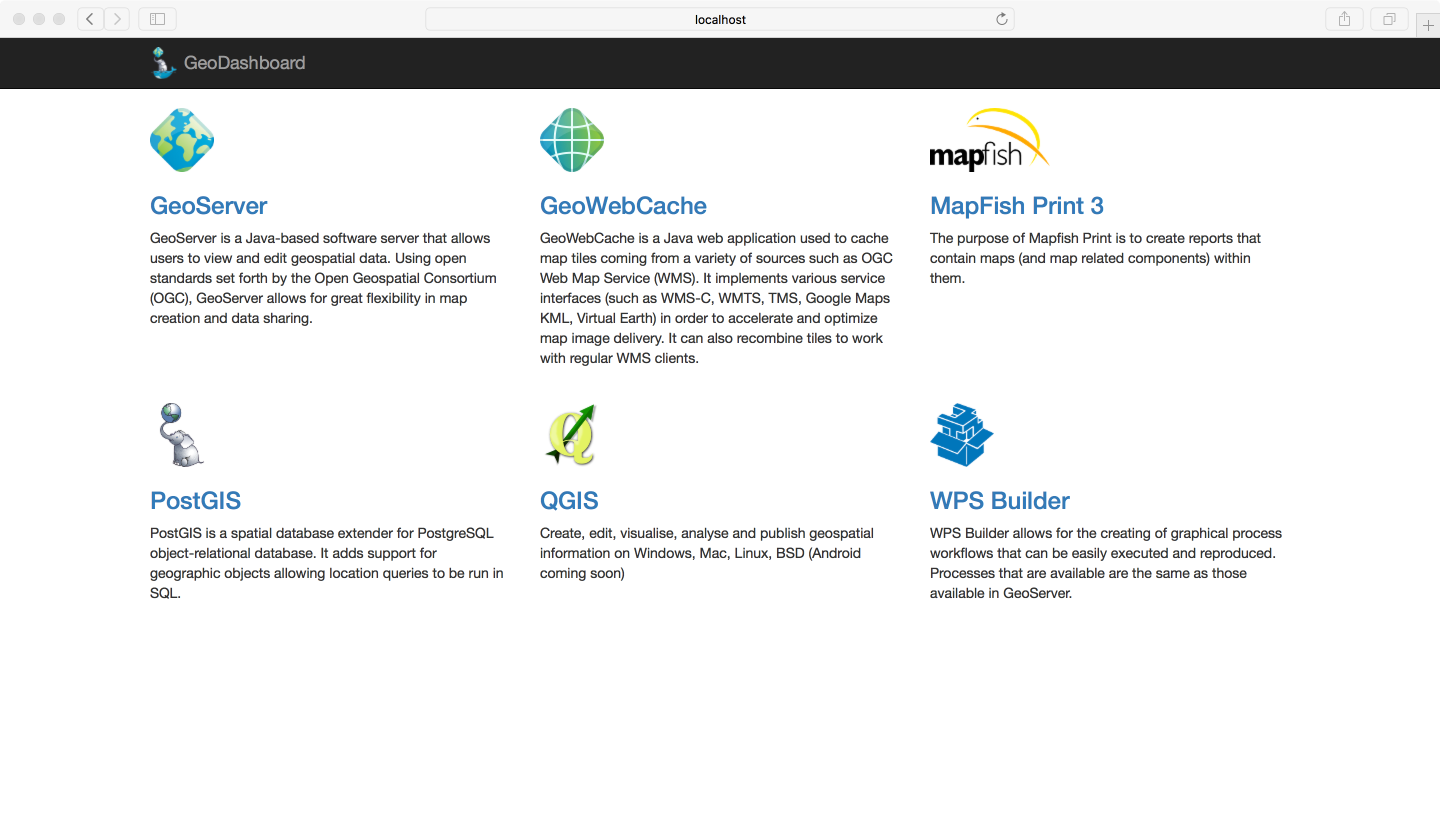 localhost
GeoDashboard
mapfish
GeoServer
GeoServer is a Java-based software server that allows
users to view and edit geospatial data. Using open
standards set forth by the Open Geospatial Consortium
(OGC), GeoServer allows for great flexibility in map
creation and data sharing.
GeoWebCache
GeoWebCache is a Java web application used to cache
map tiles coming from a variety of sources such as OGC
Web Map Service (WMS). It implements various service
interfaces (such as WMS-C, WMTS, TMS, Google Maps
KML, Virtual Earth) in order to accelerate and optimize
map image delivery. It can also recombine tiles to work
with regular WMS clients.
MapFish Print 3
The purpose of Mapfish Print is to create reports that
contain maps (and map related components) within
them.
PostGIS
PostGIS is a spatial database extender for PostgreSQL
object-relational database. It adds support for
geographic objects allowing location queries to be run in
SQL.
QGIS
Create, edit, visualise, analyse and publish geospatial
information on Windows, Mac, Linux, BSD (Android
coming soon)
WPS Builder
WPS Builder allows for the creating of graphical process
workflows that can be easily executed and reproduced.
Processes that are available are the same as those
available in GeoServer.